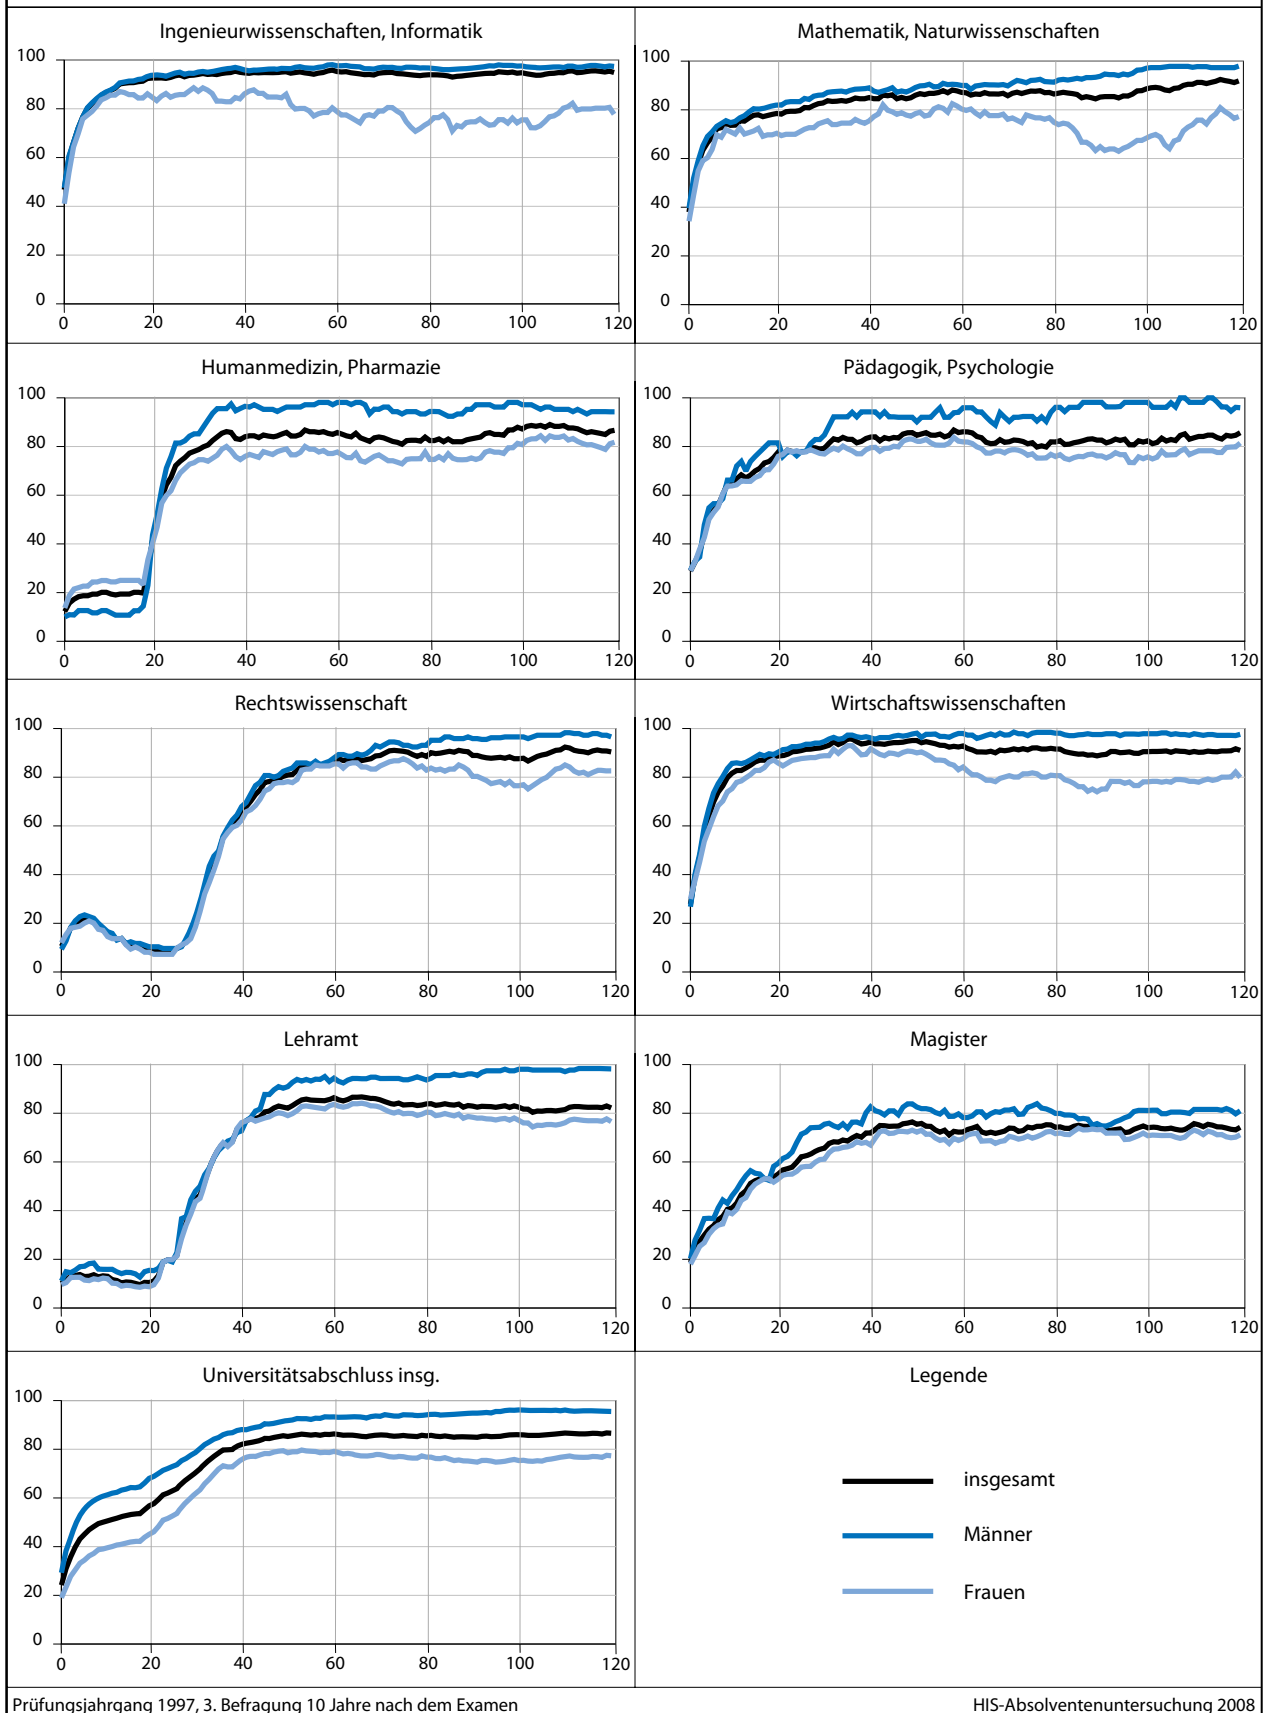 Ingenieurwissenschaften, Informatik
100
80
60
40
20
0
0 20 40 60 80 100 120
Mathematik, Naturwissenschaften
100
80
60
40
20
0
0 20 40 60 80 100 120
Humanmedizin, Pharmazie
100
80
60
40
20
0
0 20 40 60 80 100 120
Pädagogik, Psychologie
100
80
60
40
20
0
0 20 40 60 80 100 120
Rechtswissenschaft
100
80
60
40
20
0
0 20 40 60 80 100 120
Wirtschaftswissenschaften
100
80
60
40
20
0
0 20 40 60 80 100 120
Lehramt
100
80
60
40
20
0
0 20 40 60 80 100 120
Magister
100
80
60
40
20
0
0 20 40 60 80 100 120
Universitätsabschluss insg.
100
80
60
40
20
0
0 20 40 60 80 100 120
Legende
insgesamt
Männer
Frauen
Prüfungsjahrgang 1997, 3. Befragung 10 Jahre nach dem Examen
HIS-Absolventenuntersuchung 2008